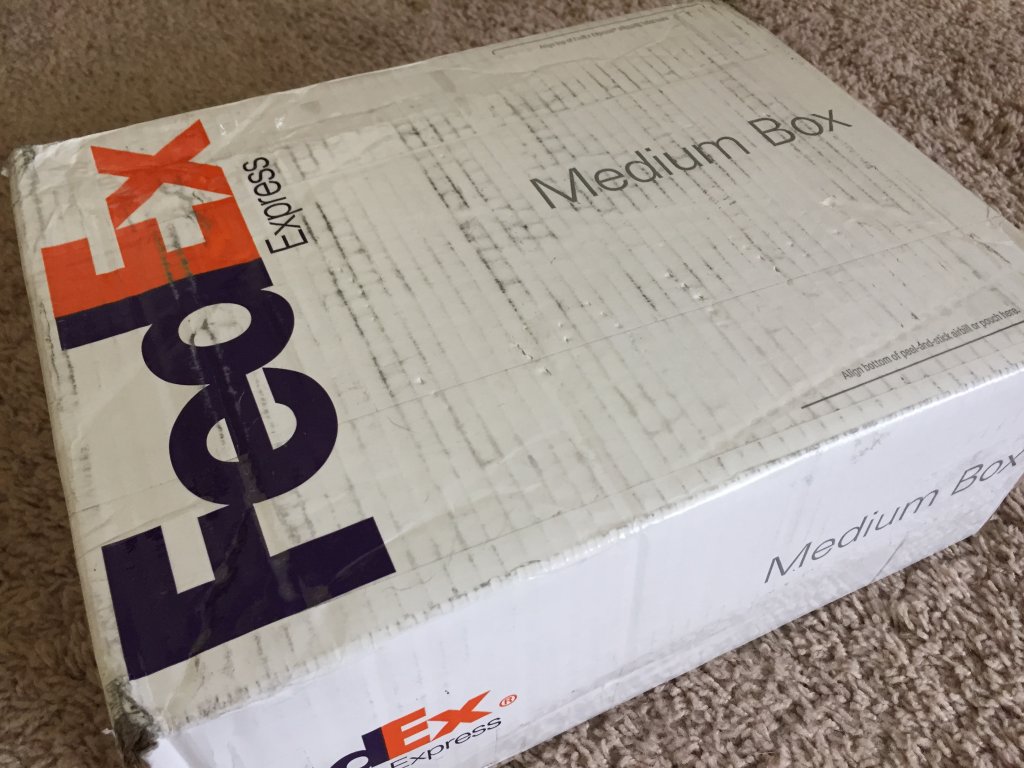 FedEx
Express
Medium Box
Align bottom of peel-and-stick airbill or pouch here.
Medium Box
dEx®
Express